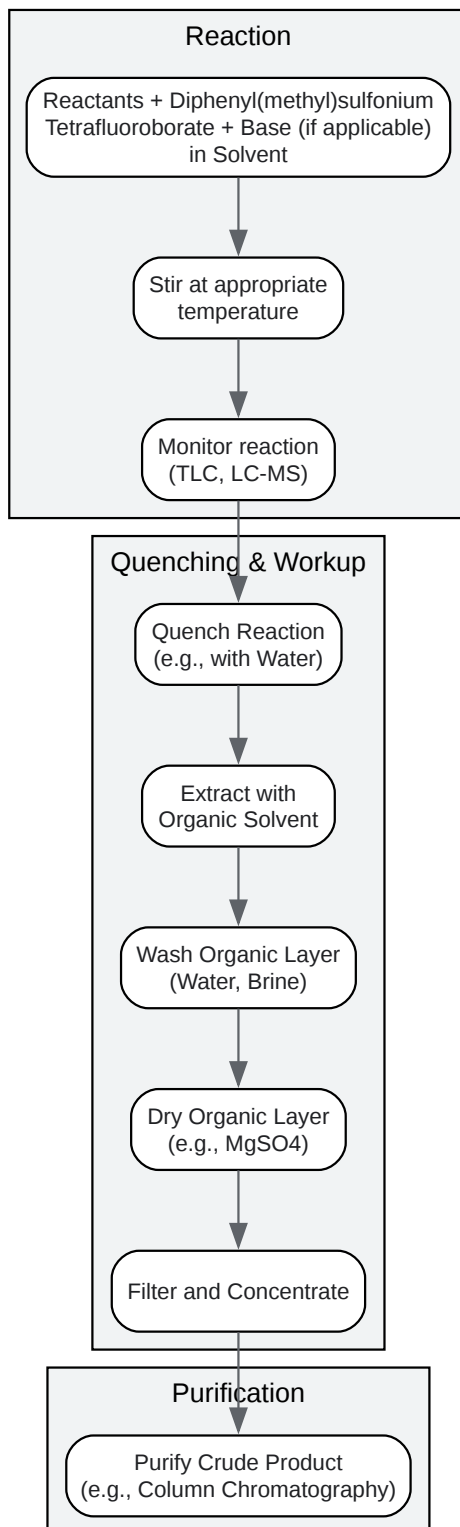 Reaction
Reactants + Diphenyl(methyl)sulfonium
Tetrafluoroborate + Base (if applicable)
in Solvent
Stir at appropriate
temperature
Monitor reaction
(TLC, LC-MS)
Quenching & Workup
Quench Reaction
(e.g., with Water)
Extract with
Organic Solvent
Wash Organic Layer
(Water, Brine)
Dry Organic Layer
(e.g., MgSO4)
Filter and Concentrate
Purification
Purify Crude Product
(e.g., Column Chromatography)